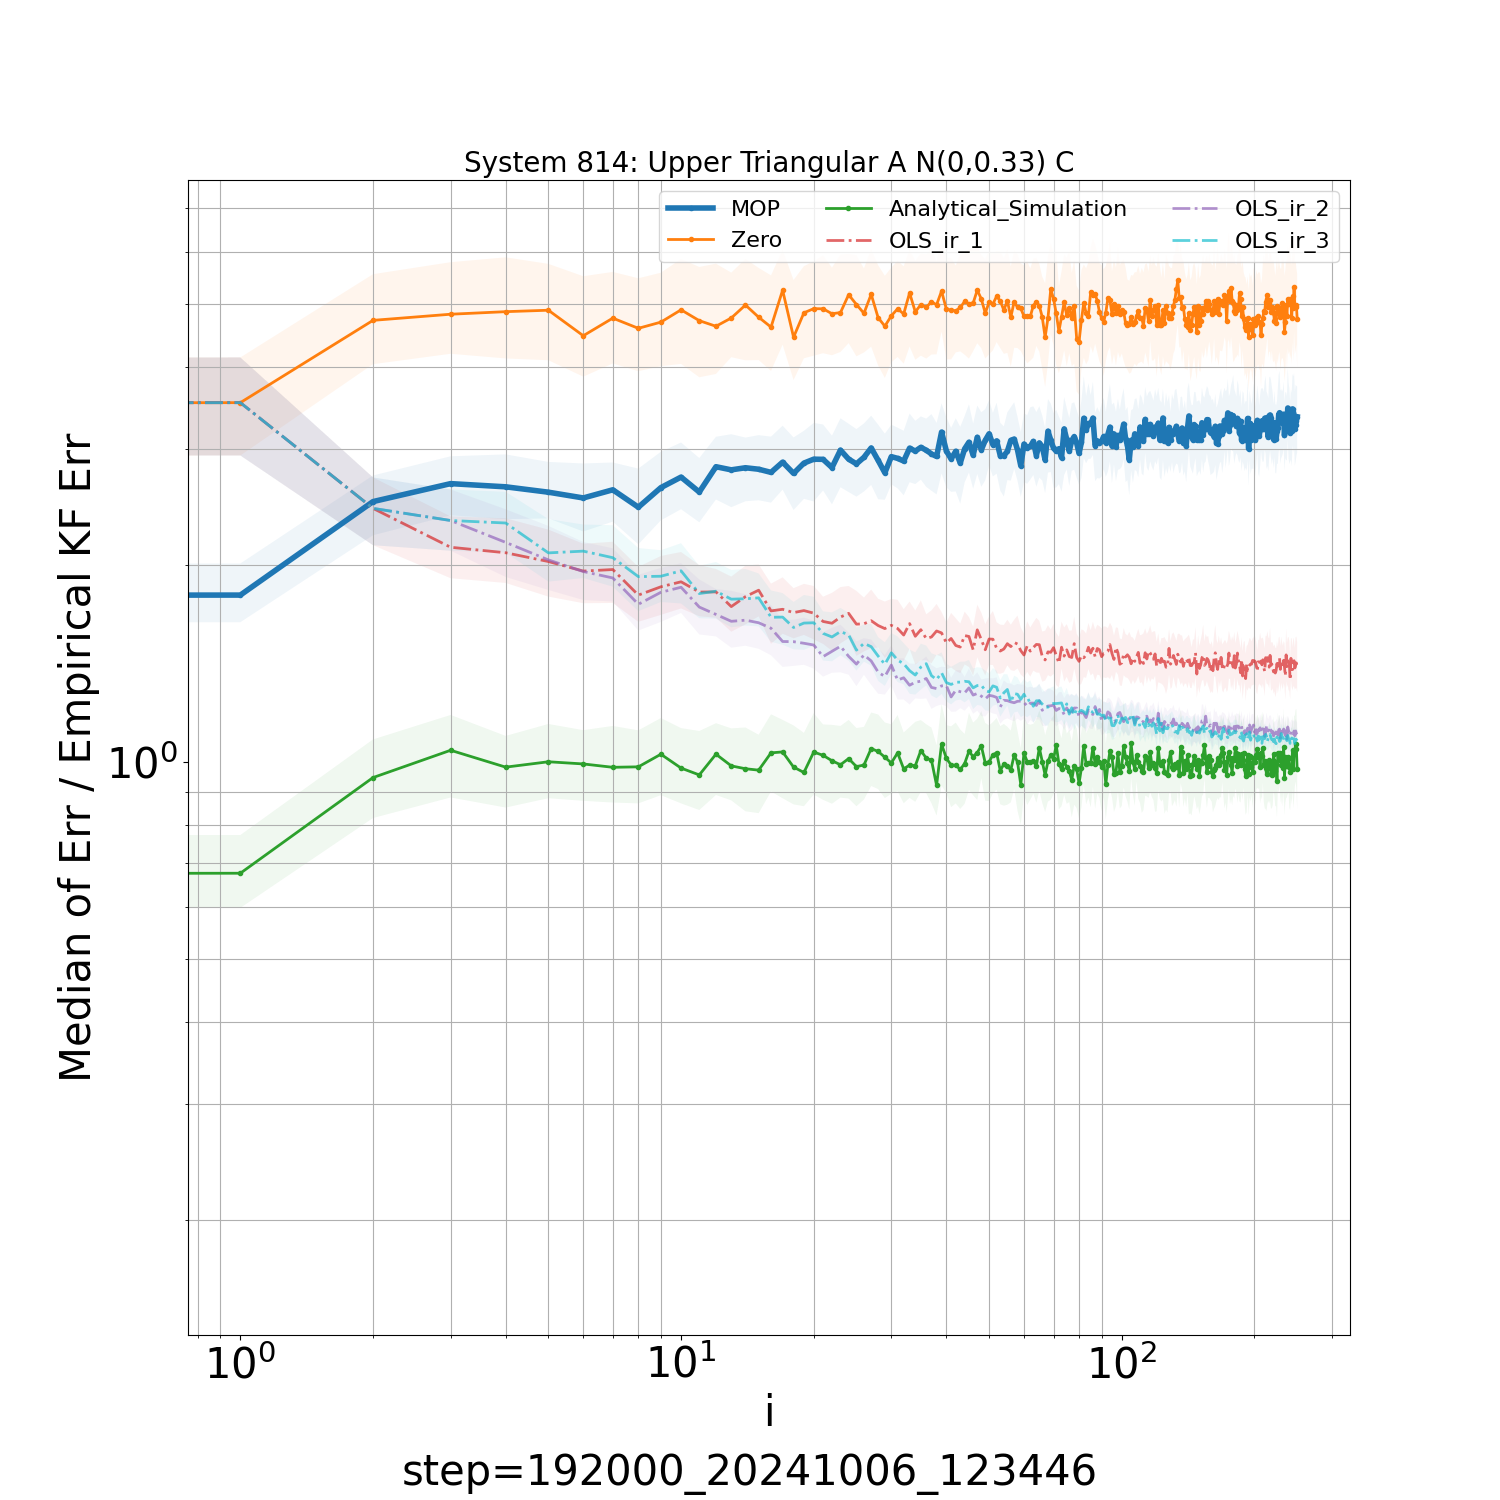 System 814: Upper Triangular A N(0,0.33) C
MOP
Zero
Analytical_Simulation
OLS_ir_1
OLS_ir_2
OLS_ir_3
Median of Err / Empirical KF Err
10⁰
10⁰ 10¹ 10²
i
step=192000_20241006_123446